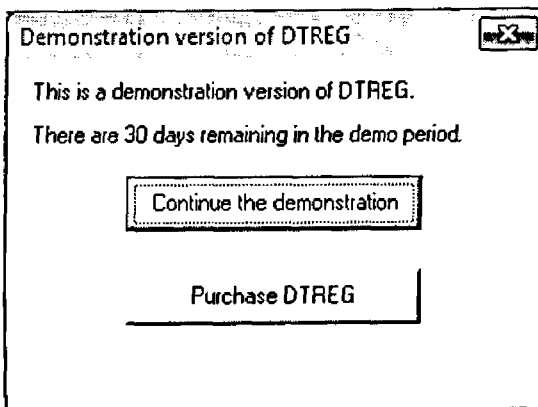 Demonstration version of DTREG
This is a demonstration version of DTREG.
There are 30 days remaining in the demo period.
Continue the demonstration
Purchase DTREG